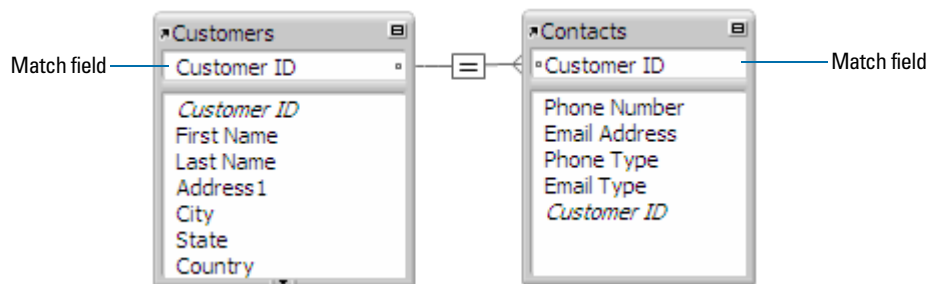 Customers
Contacts
Match field
Customer ID
=
Customer ID
Match field
Customer ID
First Name
Last Name
Address1
City
State
Country
Phone Number
Email Address
Phone Type
Email Type
Customer ID